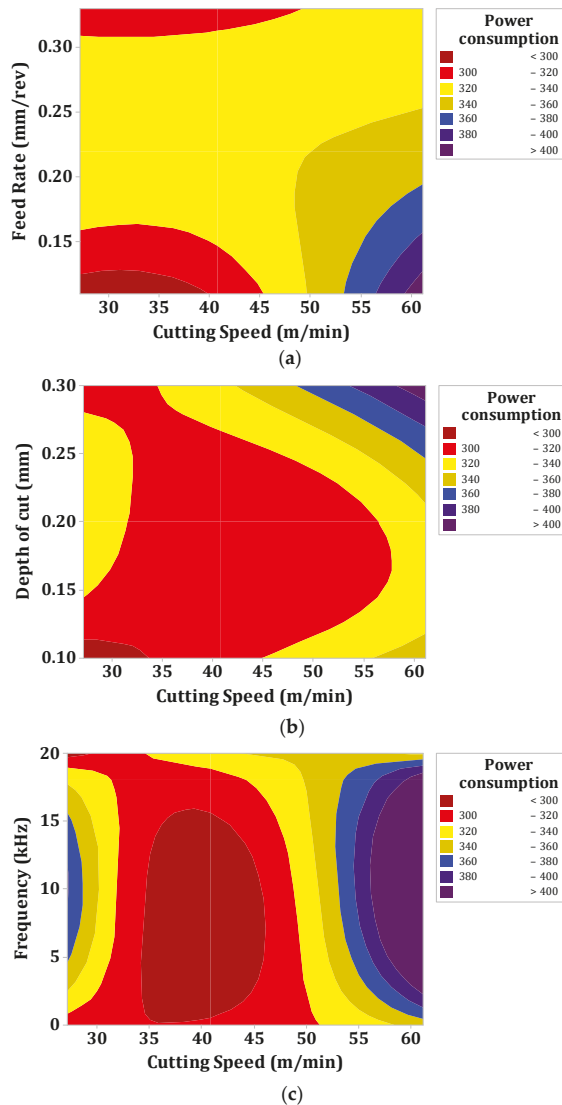 Power
consumption
< 300
300 – 320
320 – 340
340 – 360
360 – 380
380 – 400
> 400
0.30
0.25
0.20
0.15
Feed Rate (mm/rev)
30 35 40 45 50 55 60
Cutting Speed (m/min)
(a)
Power
consumption
< 300
300 – 320
320 – 340
340 – 360
360 – 380
380 – 400
> 400
0.30
0.25
0.20
0.15
0.10
Depth of cut (mm)
30 35 40 45 50 55 60
Cutting Speed (m/min)
(b)
Power
consumption
< 300
300 – 320
320 – 340
340 – 360
360 – 380
380 – 400
> 400
20
15
10
5
0
Frequency (kHz)
30 35 40 45 50 55 60
Cutting Speed (m/min)
(c)